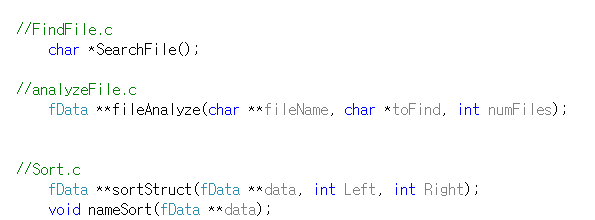 //FindFile.c
char *SearchFile();
//analyzeFile.c
fData **fileAnalyze(char **fileName, char *toFind, int numFiles);
//Sort.c
fData **sortStruct(fData **data, int Left, int Right);
void nameSort(fData **data);